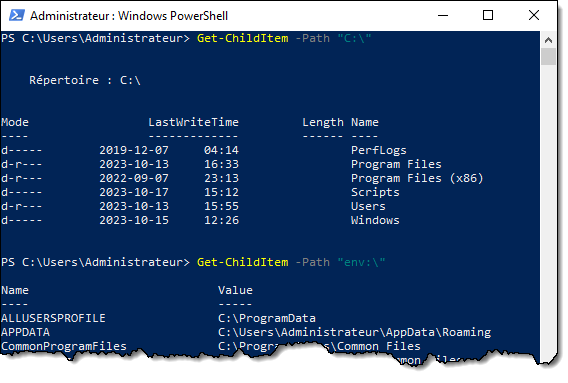 Administrateur : Windows PowerShell
PS C:\Users\Administrateur> Get-ChildItem -Path "C:\"
Répertoire : C:\
Mode LastWriteTime Length Name
---- ------------- ------ ----
d----- 2019-12-07 04:14 PerfLogs
d-r--- 2023-10-13 16:33 Program Files
d-r--- 2022-09-07 23:13 Program Files (x86)
d----- 2023-10-17 15:12 Scripts
d-r--- 2023-10-13 15:55 Users
d----- 2023-10-15 12:26 Windows
PS C:\Users\Administrateur> Get-ChildItem -Path "env:\"
Name Value
---- -----
ALLUSERSPROFILE C:\ProgramData
APPDATA C:\Users\Administrateur\AppData\Roaming
CommonProgramFiles Files\Common Files